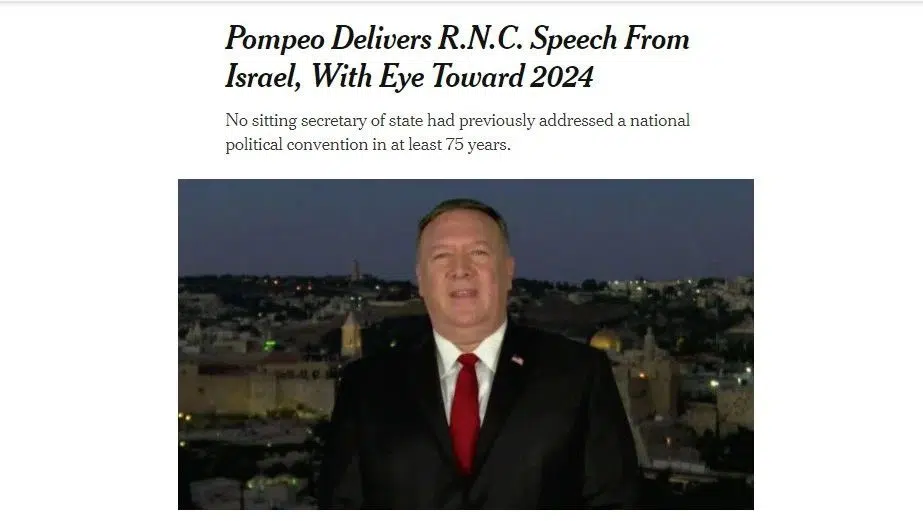 Pompeo Delivers R.N.C. Speech From
Israel, With Eye Toward 2024
No sitting secretary of state had previously addressed a national
political convention in at least 75 years.